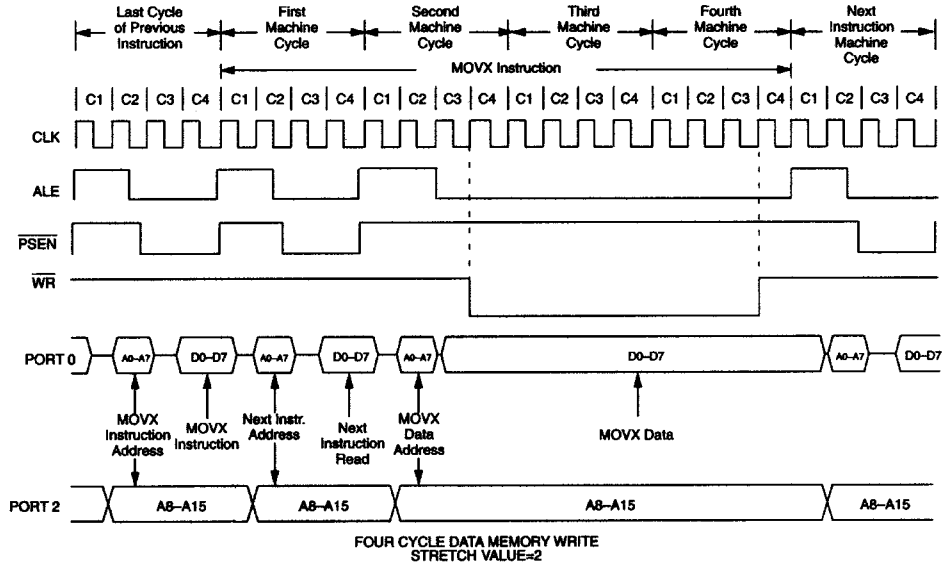 Last Cycle
of Previous
Instruction
First
Machine
Cycle
Second
Machine
Cycle
Third
Machine
Cycle
Fourth
Machine
Cycle
Next
Instruction
Machine
Cycle
MOVX Instruction
C1 C2 C3 C4 C1 C2 C3 C4 C1 C2 C3 C4 C1 C2 C3 C4 C1 C2 C3 C4 C1 C2 C3 C4
CLK
ALE
PSEN
WR
PORT 0 A0–A7 D0–D7 A0–A7 D0–D7 A0–A7 D0–D7 A0–A7 D0–D7
MOVX
Instruction
Address
MOVX
Instruction
Next Instr.
Address
Next
Instruction
Read
MOVX
Data
Address
MOVX Data
PORT 2 A8–A15 A8–A15 A8–A15 A8–A15
FOUR CYCLE DATA MEMORY WRITE
STRETCH VALUE=2